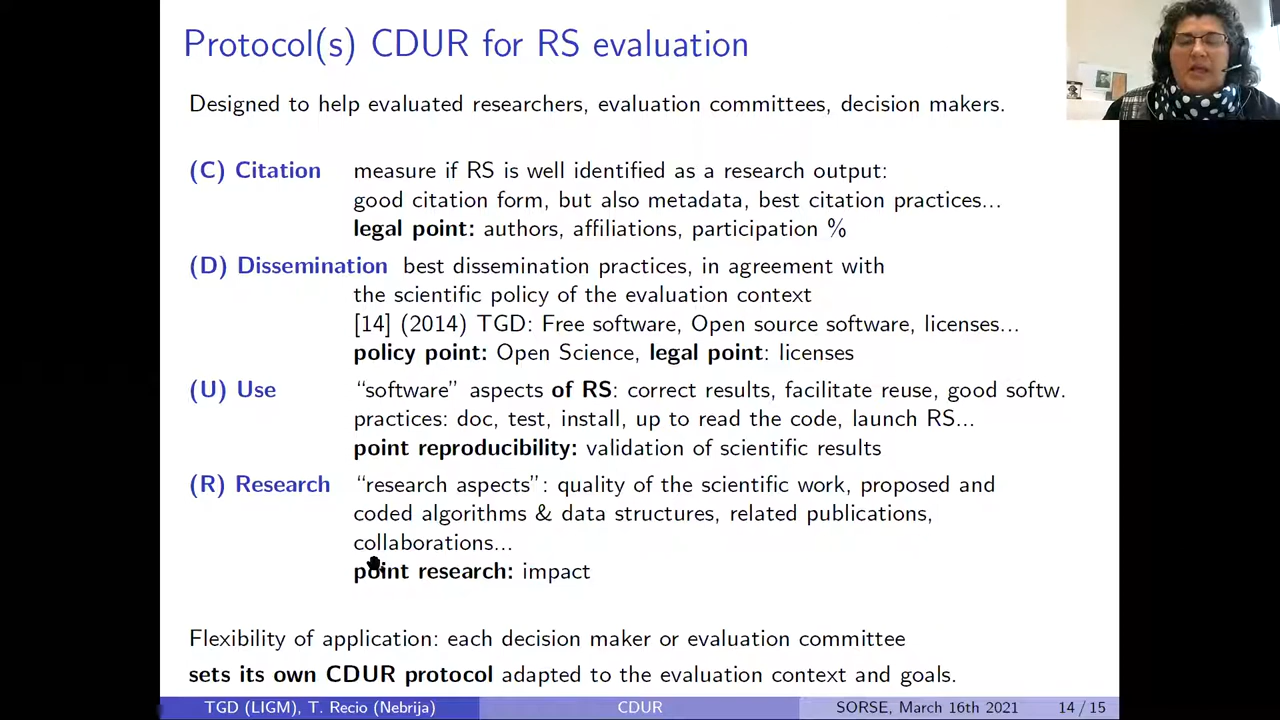 Protocol(s) CDUR for RS evaluation
Designed to help evaluated researchers, evaluation committees, decision makers.
(C) Citation measure if RS is well identified as a research output:
good citation form, but also metadata, best citation practices...
legal point: authors, affiliations, participation %
(D) Dissemination best dissemination practices, in agreement with
the scientific policy of the evaluation context
[14] (2014) TGD: Free software, Open source software, licenses...
policy point: Open Science, legal point: licenses
(U) Use “software” aspects of RS: correct results, facilitate reuse, good softw.
practices: doc, test, install, up to read the code, launch RS...
point reproducibility: validation of scientific results
(R) Research “research aspects”: quality of the scientific work, proposed and
coded algorithms & data structures, related publications,
collaborations...
point research: impact
Flexibility of application: each decision maker or evaluation committee
sets its own CDUR protocol adapted to the evaluation context and goals.
TGD (LIGM), T. Recio (Nebrija) CDUR SORSE, March 16th 2021 14 / 15